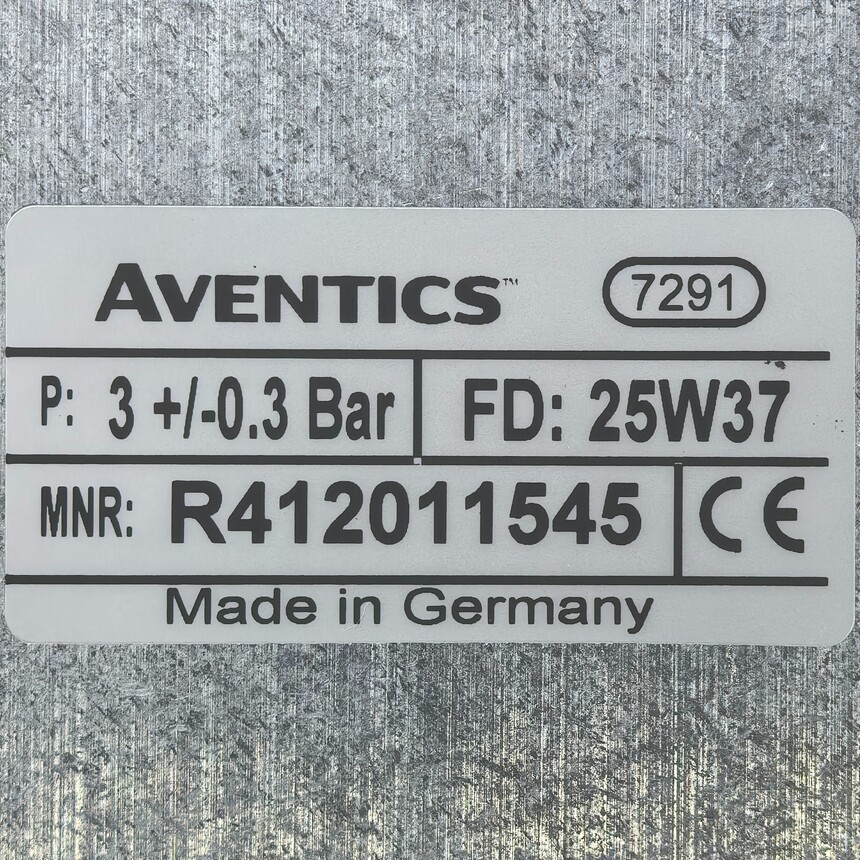 AVENTICS™ 7291
P: 3 +/-0.3 Bar FD: 25W37
MNR: R412011545 CE
Made in Germany